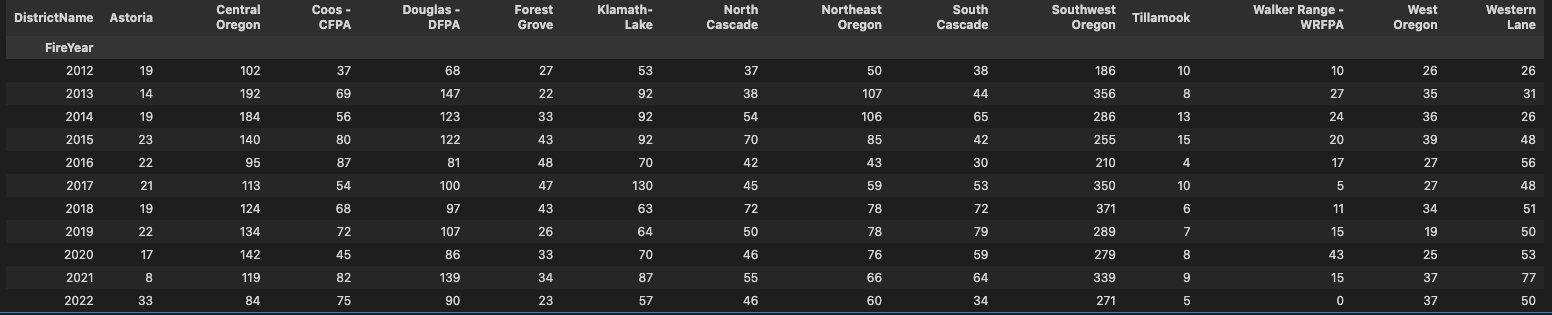 DistrictName Astoria Central Oregon Coos - CFPA Douglas - DFPA Forest Grove Klamath-Lake North Cascade Northeast Oregon South Cascade Southwest Oregon Tillamook Walker Range - WRFPA West Oregon Western Lane
FireYear
2012 19 102 37 68 27 53 37 50 38 186 10 10 26 26
2013 14 192 69 147 22 92 38 107 44 356 8 27 35 31
2014 19 184 56 123 33 92 54 106 65 286 13 24 36 26
2015 23 140 80 122 43 92 70 85 42 255 15 20 39 48
2016 22 95 87 81 48 70 42 43 30 210 4 17 27 56
2017 21 113 54 100 47 130 45 59 53 350 10 5 27 48
2018 19 124 68 97 43 63 72 78 72 371 6 11 34 51
2019 22 134 72 107 26 64 50 78 79 289 7 15 19 50
2020 17 142 45 86 33 70 46 76 59 279 8 43 25 53
2021 8 119 82 139 34 87 55 66 64 339 9 15 37 77
2022 33 84 75 90 23 57 46 60 34 271 5 0 37 50